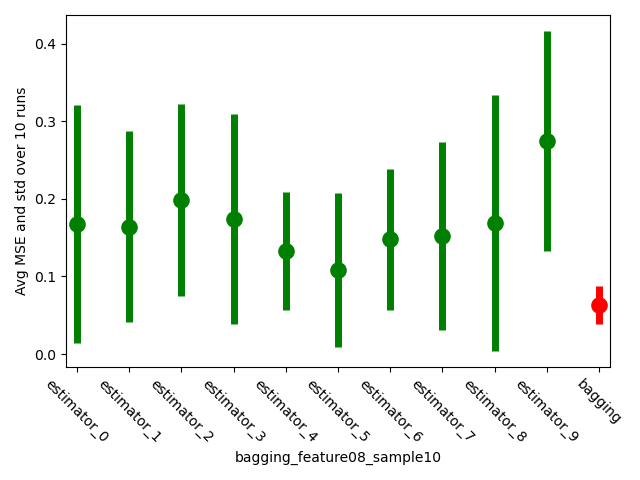 Avg MSE and std over 10 runs
0.4
0.3
0.2
0.1
0.0
estimator_0
estimator_1
estimator_2
estimator_3
estimator_4
estimator_5
estimator_6
estimator_7
estimator_8
estimator_9
bagging
bagging_feature08_sample10